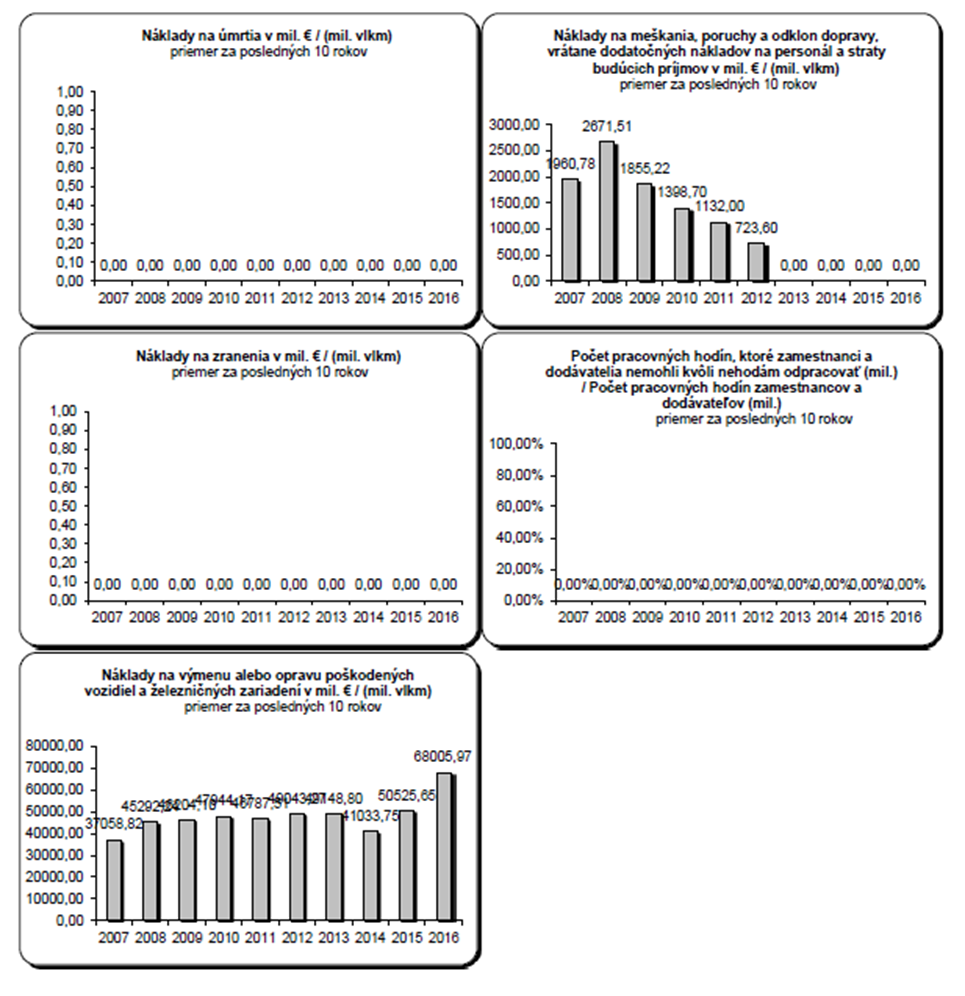 Náklady na úmrtia v mil. € / (mil. vlkm)
priemer za posledných 10 rokov
1,00
0,90
0,80
0,70
0,60
0,50
0,40
0,30
0,20
0,10
0,00
0,00 0,00 0,00 0,00 0,00 0,00 0,00 0,00 0,00 0,00
2007 2008 2009 2010 2011 2012 2013 2014 2015 2016
Náklady na meškania, poruchy a odklon dopravy,
vrátane dodatočných nákladov na personál a straty
budúcich príjmov v mil. € / (mil. vlkm)
priemer za posledných 10 rokov
3000,00
2500,00
2000,00
1500,00
1000,00
500,00
0,00
1960,78 2671,51 1855,22 1398,70 1132,00 723,60 0,00 0,00 0,00 0,00
2007 2008 2009 2010 2011 2012 2013 2014 2015 2016
Náklady na zranenia v mil. € / (mil. vlkm)
priemer za posledných 10 rokov
1,00
0,90
0,80
0,70
0,60
0,50
0,40
0,30
0,20
0,10
0,00
0,00 0,00 0,00 0,00 0,00 0,00 0,00 0,00 0,00 0,00
2007 2008 2009 2010 2011 2012 2013 2014 2015 2016
Počet pracovných hodín, ktoré zamestnanci a
dodávatelia nemohli kvôli nehodám odpracovať (mil.)
/ Počet pracovných hodín zamestnancov a
dodávateľov (mil.)
priemer za posledných 10 rokov
100,00%
80,00%
60,00%
40,00%
20,00%
0,00%
0,00% 0,00% 0,00% 0,00% 0,00% 0,00% 0,00% 0,00% 0,00% 0,00%
2007 2008 2009 2010 2011 2012 2013 2014 2015 2016
Náklady na výmenu alebo opravu poškodených
vozidiel a železničných zariadení v mil. € / (mil. vlkm)
priemer za posledných 10 rokov
80000,00
70000,00
60000,00
50000,00
40000,00
30000,00
20000,00
10000,00
0,00
37058,82 41033,75 50525,65 68005,97
2007 2008 2009 2010 2011 2012 2013 2014 2015 2016